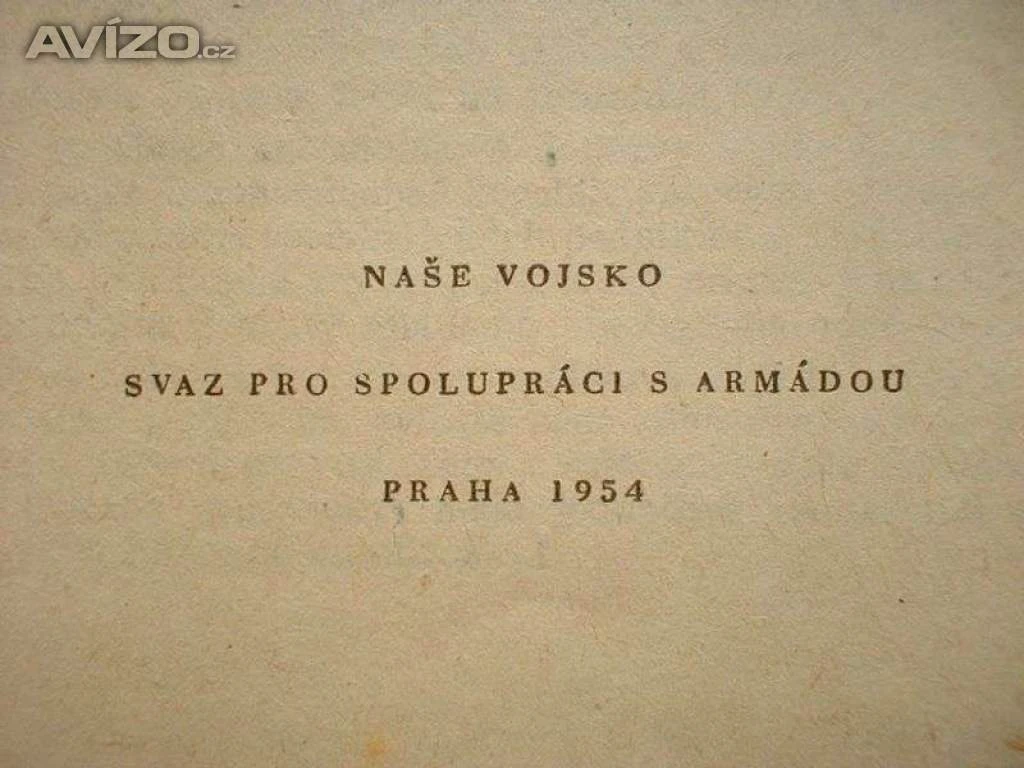 AVÍZO.cz
NAŠE VOJSKO
SVAZ PRO SPOLUPRÁCI S ARMÁDOU
PRAHA 1954